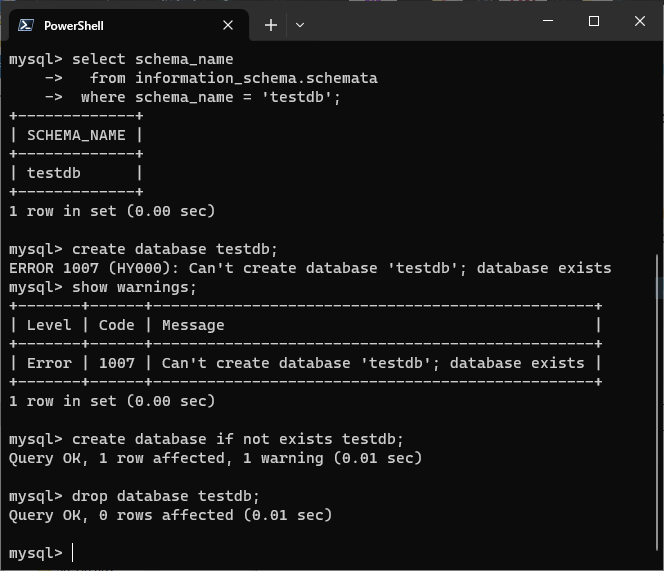 PowerShell
mysql> select schema_name
    ->   from information_schema.schemata
    ->  where schema_name = 'testdb';
+-------------+
| SCHEMA_NAME |
+-------------+
| testdb      |
+-------------+
1 row in set (0.00 sec)

mysql> create database testdb;
ERROR 1007 (HY000): Can't create database 'testdb'; database exists
mysql> show warnings;
+-------+------+-------------------------------------------------+
| Level | Code | Message                                         |
+-------+------+-------------------------------------------------+
| Error | 1007 | Can't create database 'testdb'; database exists |
+-------+------+-------------------------------------------------+
1 row in set (0.00 sec)

mysql> create database if not exists testdb;
Query OK, 1 row affected, 1 warning (0.01 sec)

mysql> drop database testdb;
Query OK, 0 rows affected (0.01 sec)

mysql>